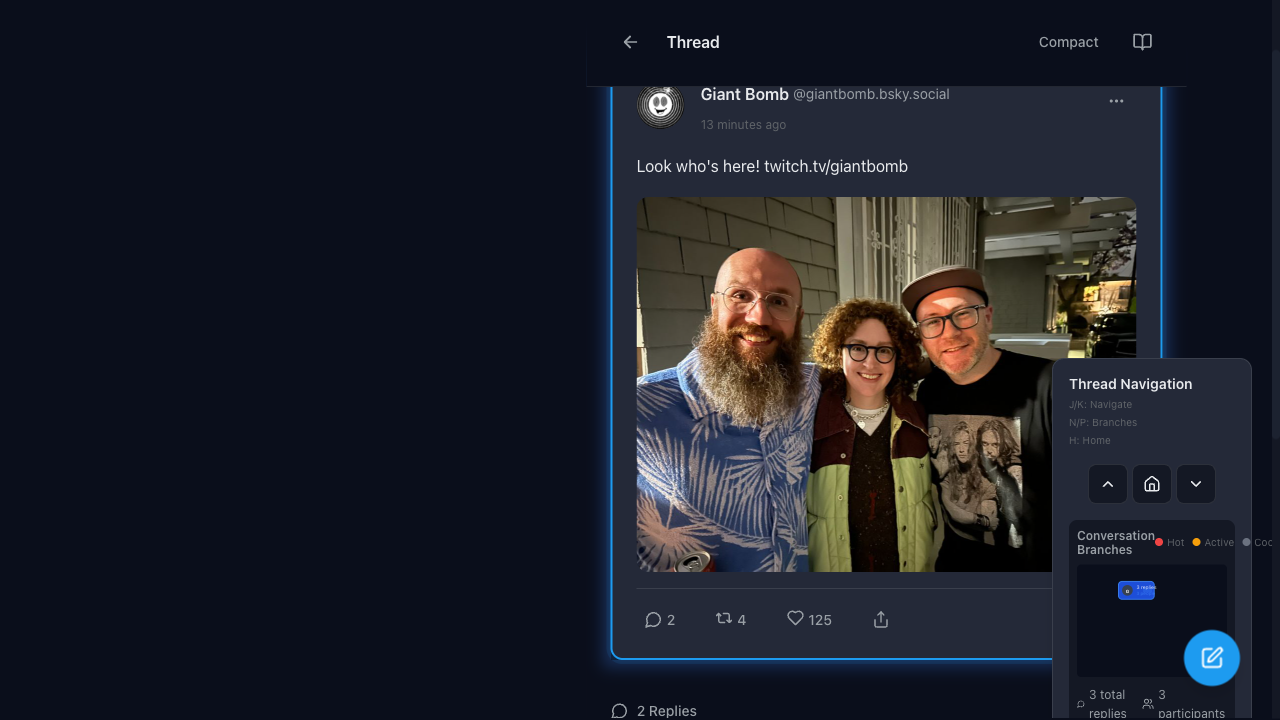 Thread
Compact
Giant Bomb @giantbomb.bsky.social
13 minutes ago
Look who's here! twitch.tv/giantbomb
2
4
125
2 Replies
Thread Navigation
J/K: Navigate
N/P: Branches
H: Home
Conversation Branches
Hot
Active
3 replies
3 total replies
3 participants